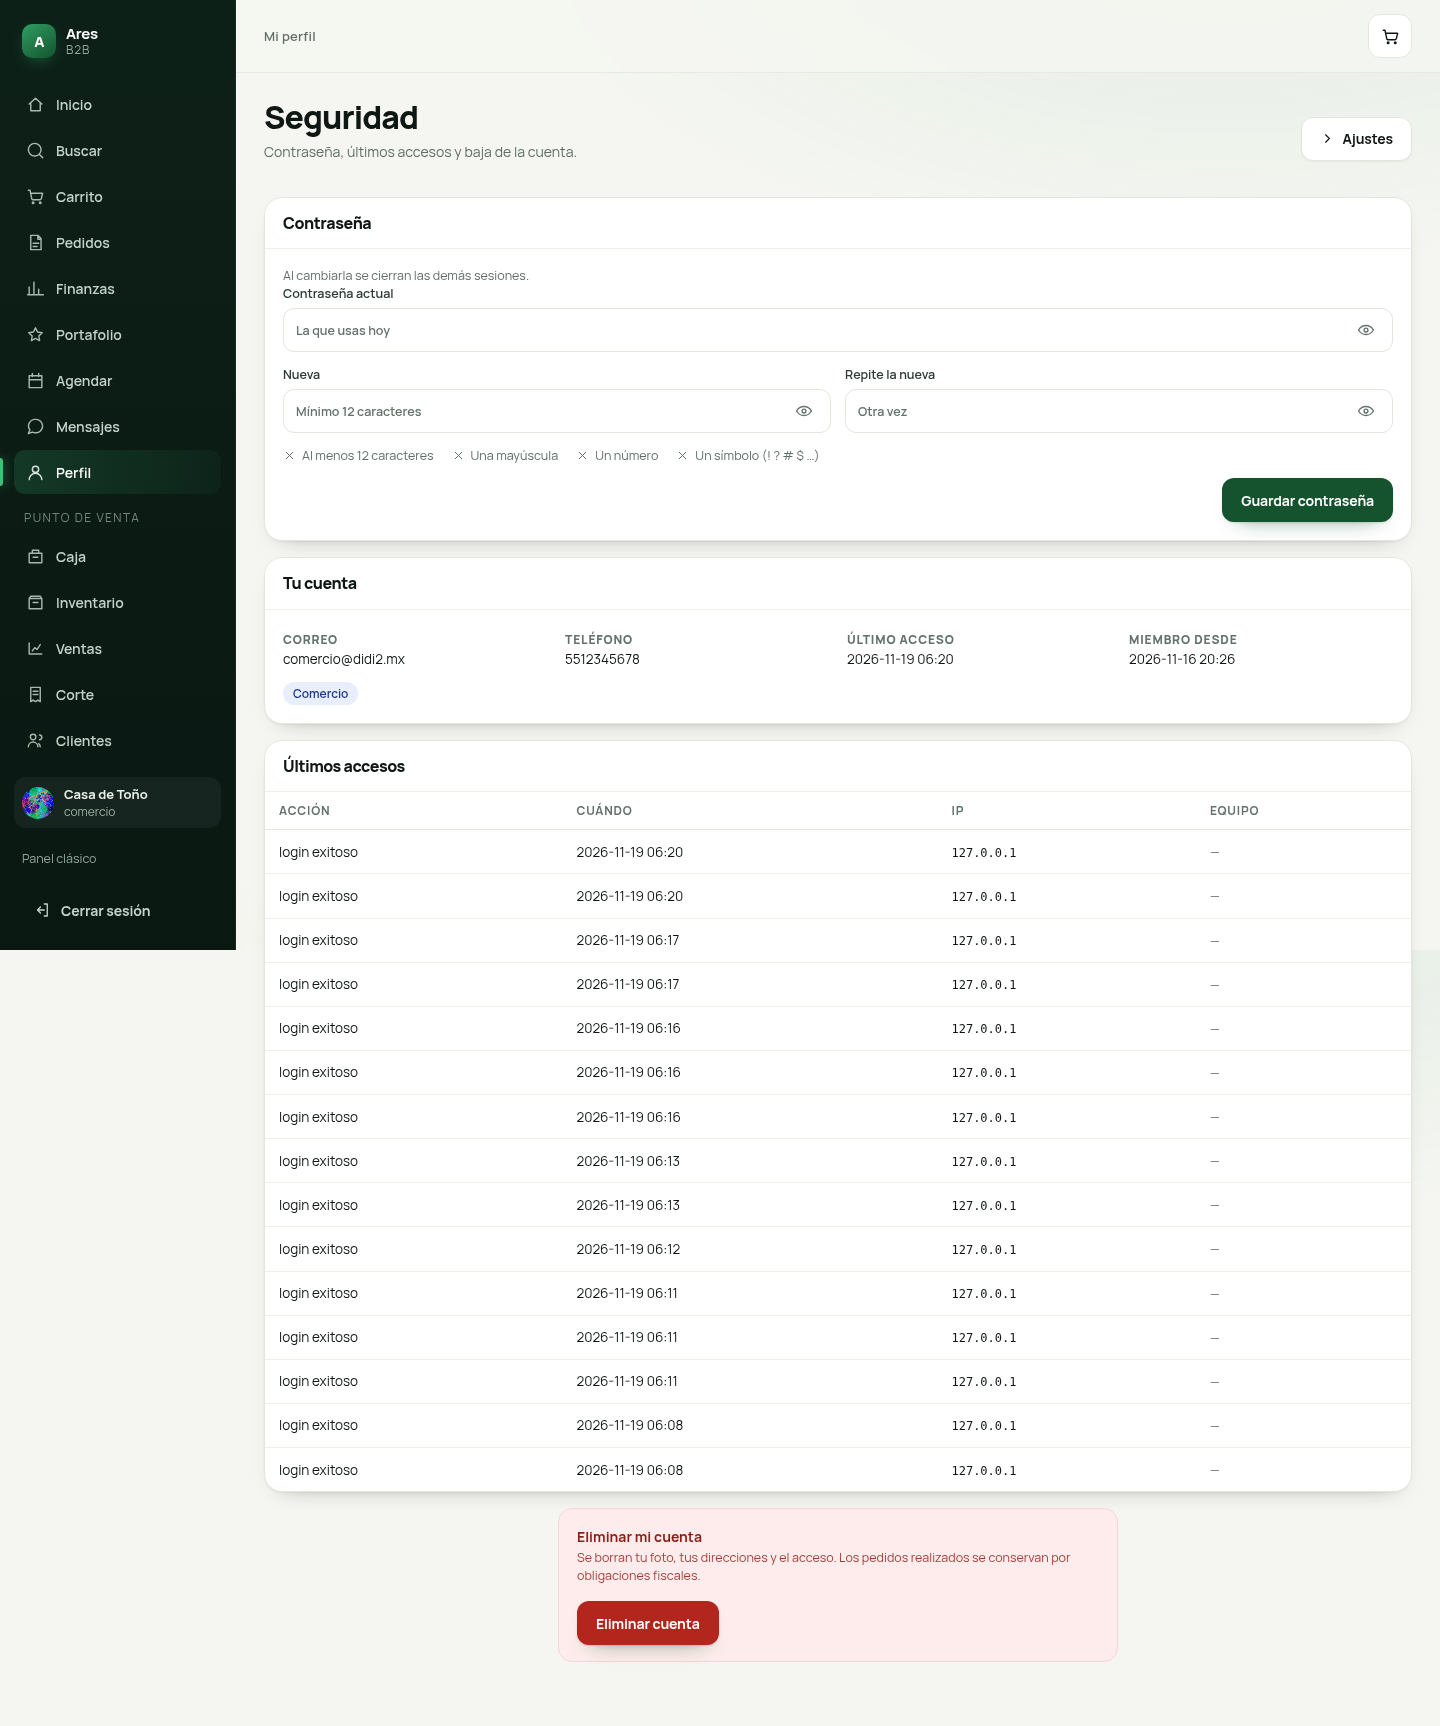 A
Ares
B2B
Inicio
Buscar
Carrito
Pedidos
Finanzas
Portafolio
Agendar
Mensajes
Perfil
PUNTO DE VENTA
Caja
Inventario
Ventas
Corte
Clientes
Casa de Toño
comercio
Panel clásico
Cerrar sesión
Mi perfil
Seguridad
Contraseña, últimos accesos y baja de la cuenta.
Ajustes
Contraseña
Al cambiarla se cierran las demás sesiones.
Contraseña actual
La que usas hoy
Nueva Repite la nueva
Mínimo 12 caracteres Otra vez
Al menos 12 caracteres Una mayúscula Un número Un símbolo (! ? # $ …)
Guardar contraseña
Tu cuenta
CORREO TELÉFONO ÚLTIMO ACCESO MIEMBRO DESDE
comercio@didi2.mx 5512345678 2026-11-19 06:20 2026-11-16 20:26
Comercio
Últimos accesos
ACCIÓN CUÁNDO IP EQUIPO
login exitoso 2026-11-19 06:20 127.0.0.1 —
login exitoso 2026-11-19 06:20 127.0.0.1 —
login exitoso 2026-11-19 06:17 127.0.0.1 —
login exitoso 2026-11-19 06:17 127.0.0.1 —
login exitoso 2026-11-19 06:16 127.0.0.1 —
login exitoso 2026-11-19 06:16 127.0.0.1 —
login exitoso 2026-11-19 06:16 127.0.0.1 —
login exitoso 2026-11-19 06:13 127.0.0.1 —
login exitoso 2026-11-19 06:13 127.0.0.1 —
login exitoso 2026-11-19 06:12 127.0.0.1 —
login exitoso 2026-11-19 06:11 127.0.0.1 —
login exitoso 2026-11-19 06:11 127.0.0.1 —
login exitoso 2026-11-19 06:11 127.0.0.1 —
login exitoso 2026-11-19 06:08 127.0.0.1 —
login exitoso 2026-11-19 06:08 127.0.0.1 —
Eliminar mi cuenta
Se borran tu foto, tus direcciones y el acceso. Los pedidos realizados se conservan por
obligaciones fiscales.
Eliminar cuenta